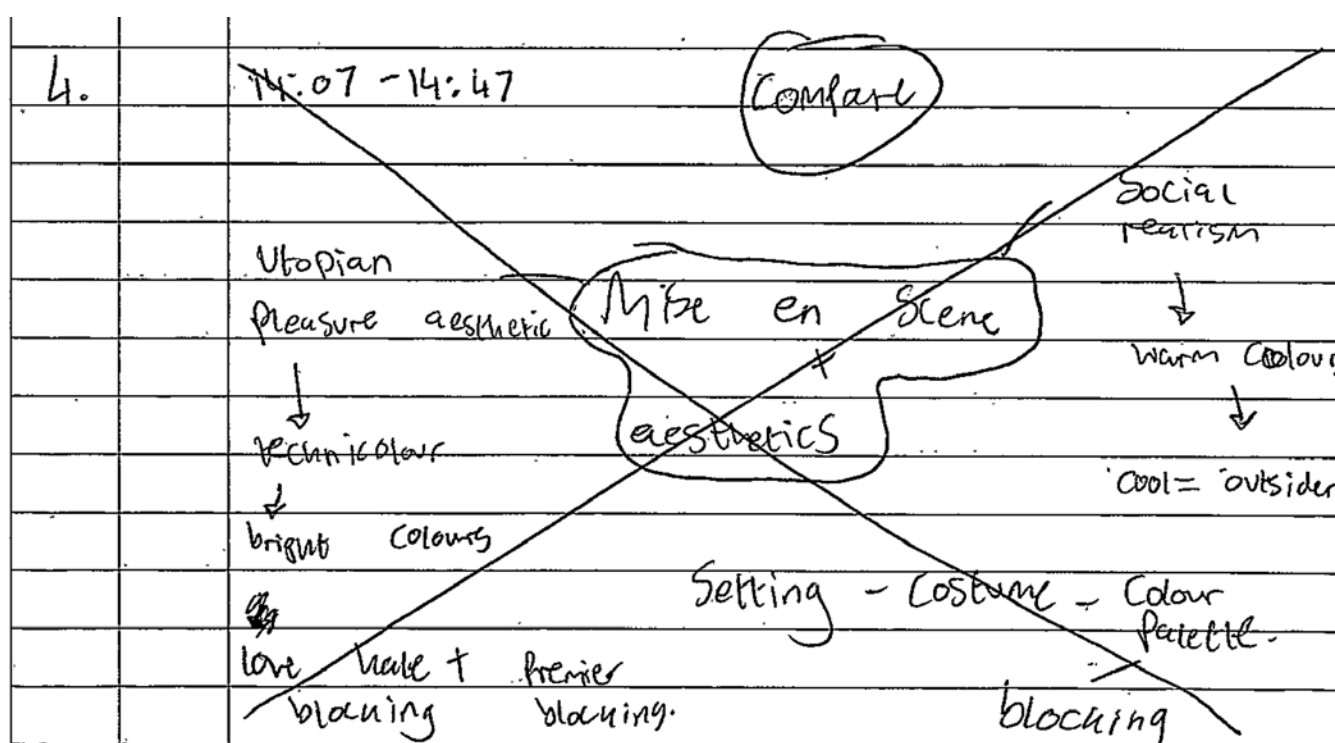 4.
14:07 - 14:47
Compare
Social
realism
Utopian
Pleasure aesthetic
Mise en Scene
+
aesthetics
warm Colours
technicolour
cool = outsider
bright colours
Setting - Costume - Colour
Palette.
love hate + Premier
blocking blocking.
blocking